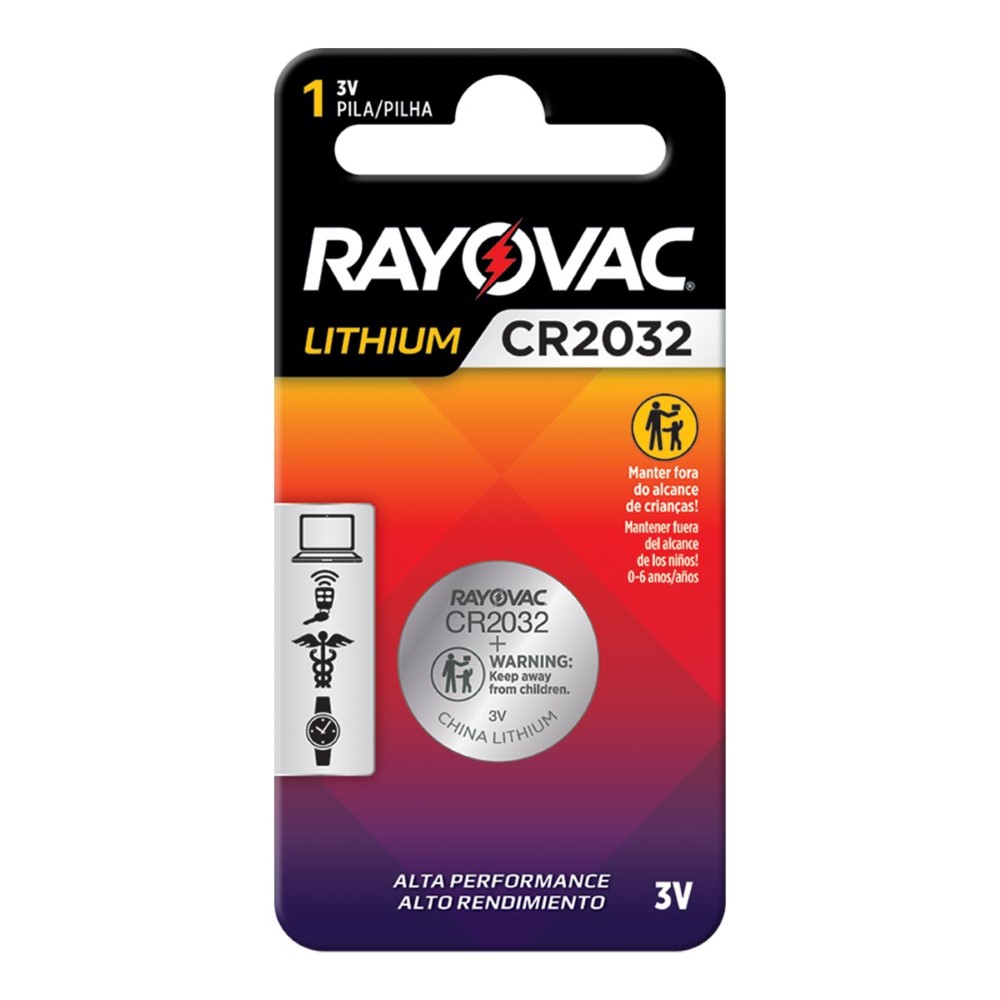 1 3V
PILA/PILHA
RAYOVAC®
LITHIUM CR2032
Manter fora
do alcance
de crianças!
Mantener fuera
del alcance
de los niños!
0-6 anos/años
RAYOVAC
CR2032
+
WARNING:
Keep away
from children.
3V
CHINA LITHIUM
ALTA PERFORMANCE
ALTO RENDIMIENTO
3V